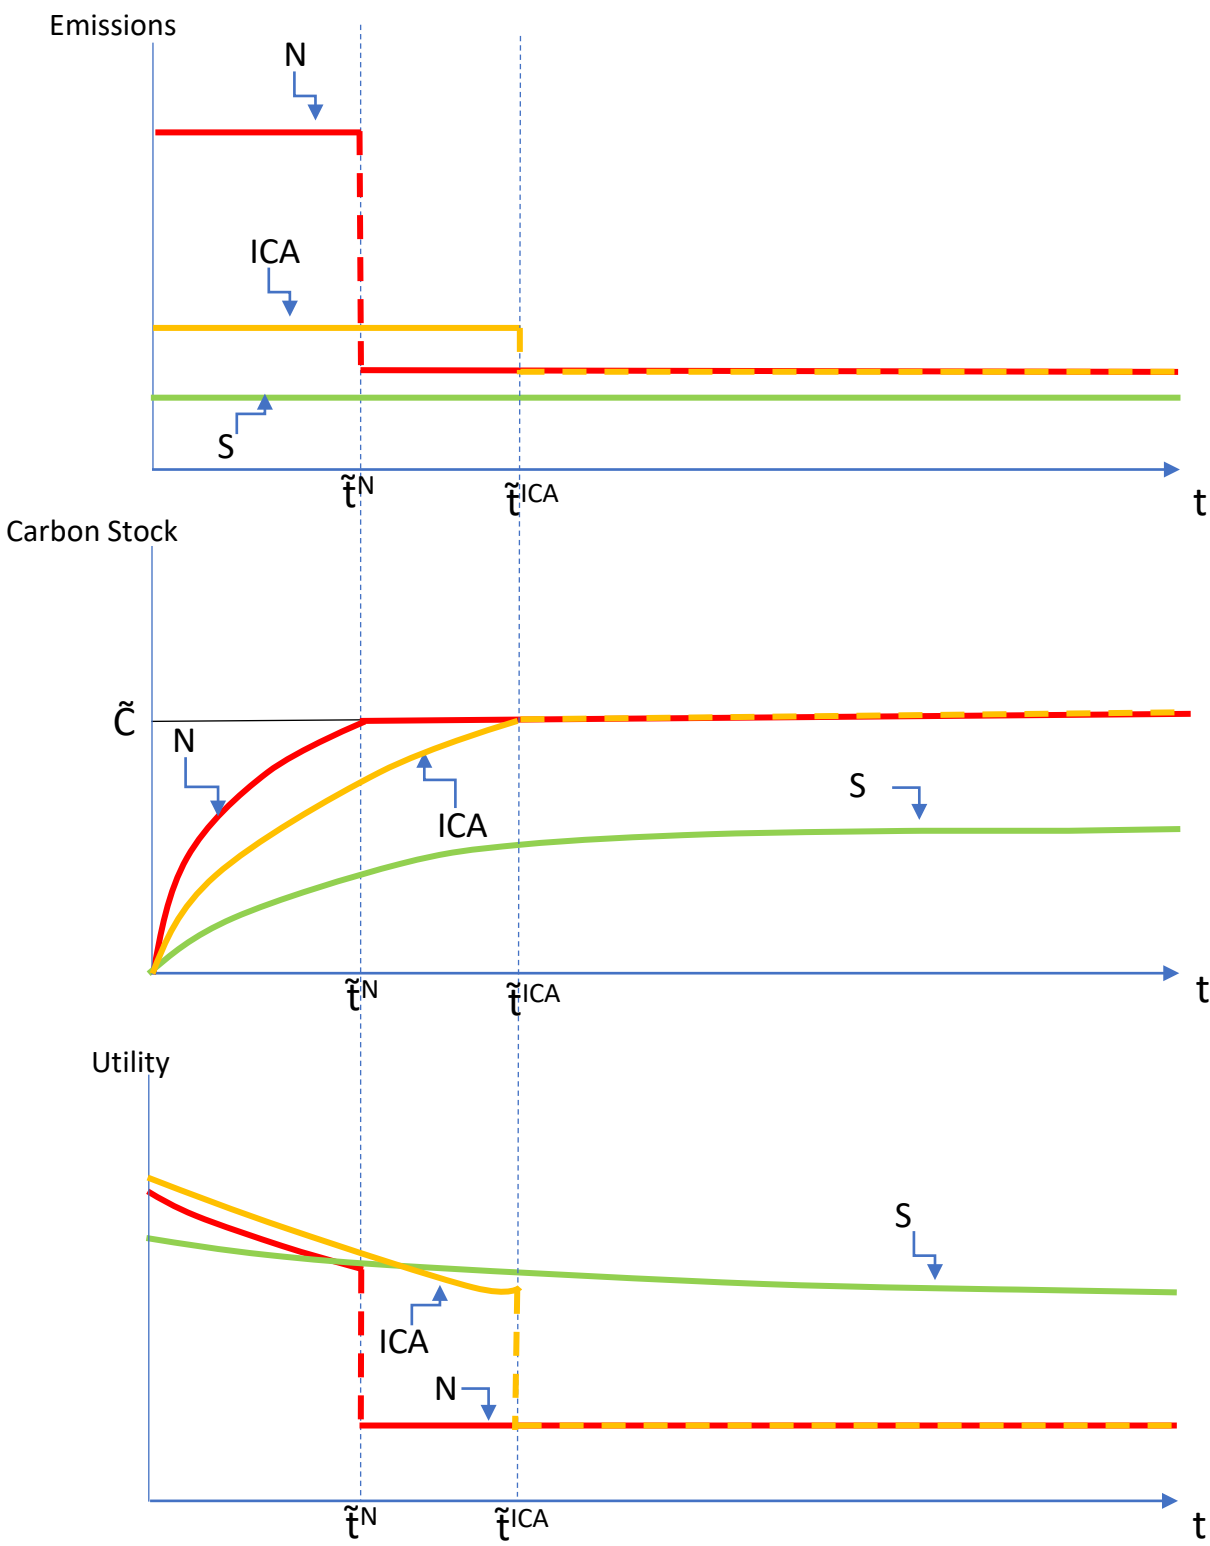 Emissions
N
ICA
S
t̃ᴺ
t̃ᴵᶜᴬ
t
Carbon Stock
C̃
N
ICA
S
t̃ᴺ
t̃ᴵᶜᴬ
t
Utility
S
ICA
N
t̃ᴺ
t̃ᴵᶜᴬ
t